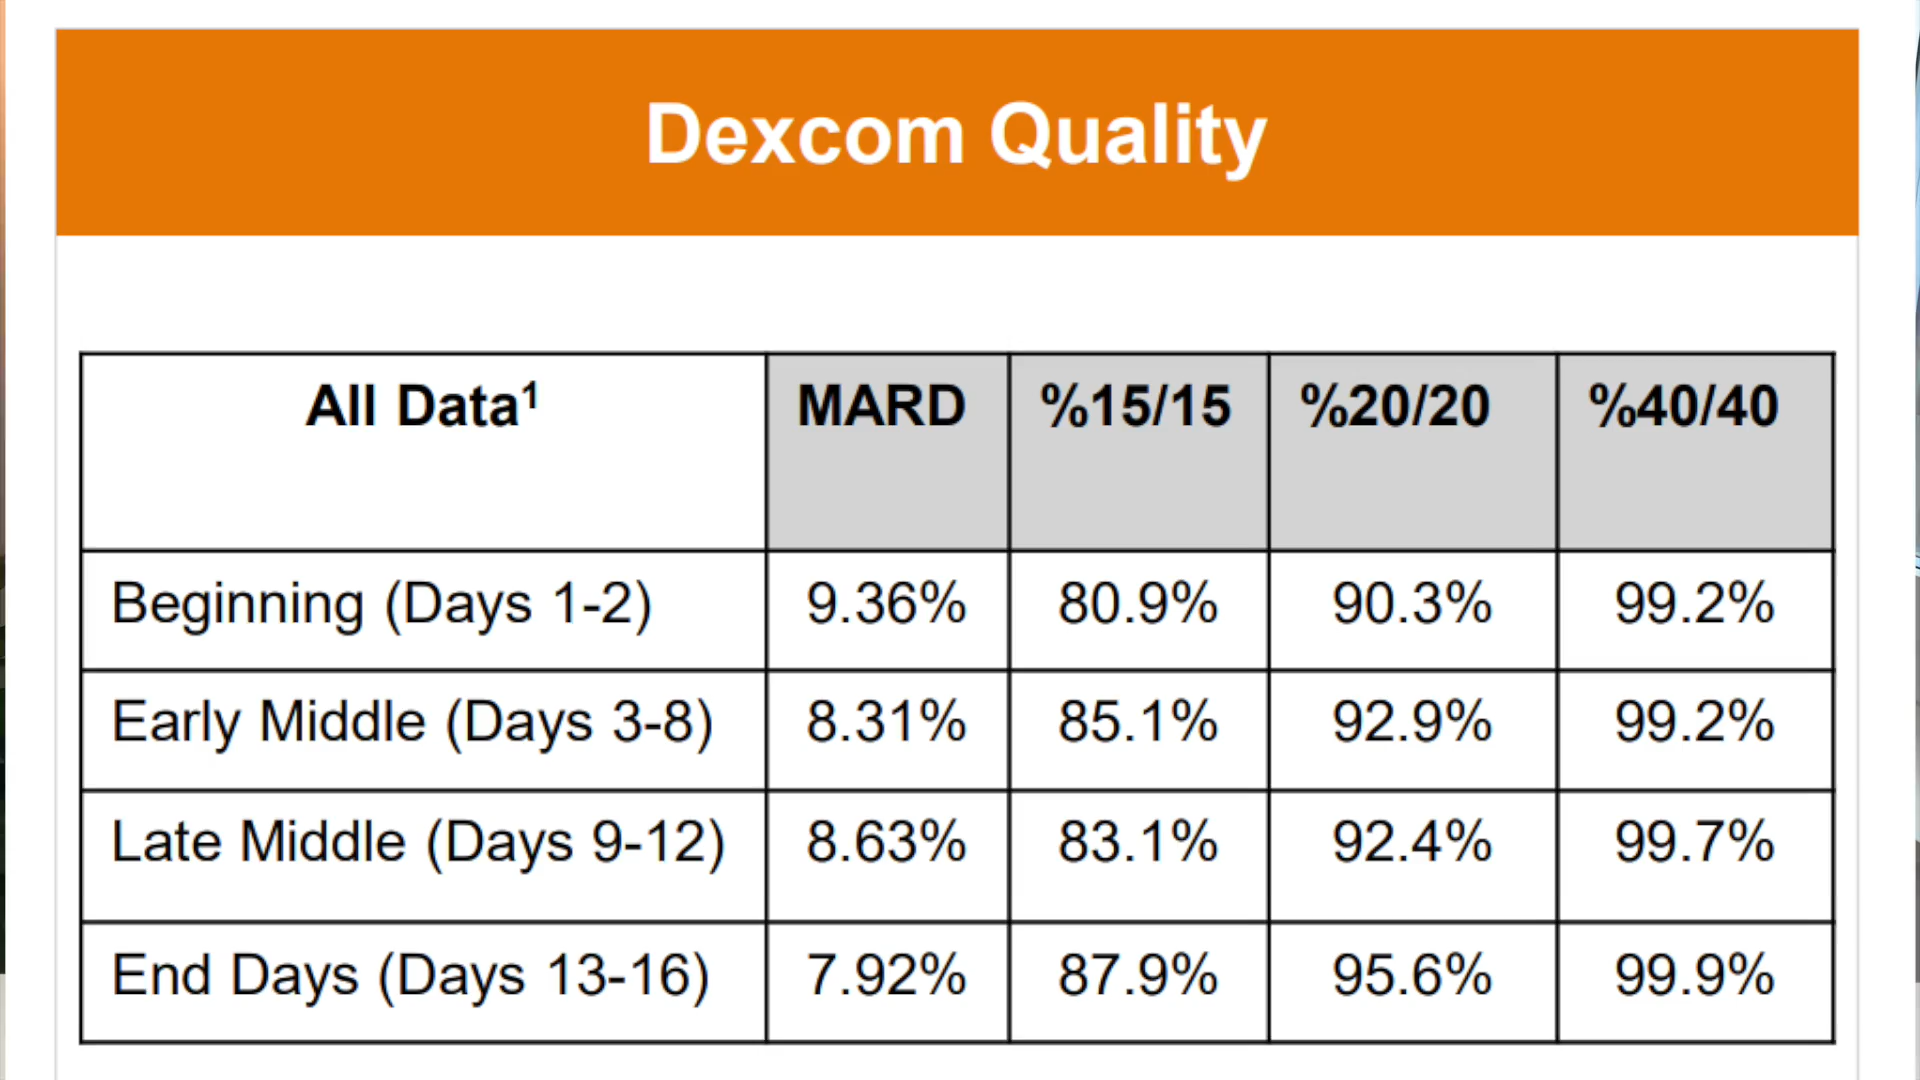 Dexcom Quality
All Data¹ MARD %15/15 %20/20 %40/40
Beginning (Days 1-2) 9.36% 80.9% 90.3% 99.2%
Early Middle (Days 3-8) 8.31% 85.1% 92.9% 99.2%
Late Middle (Days 9-12) 8.63% 83.1% 92.4% 99.7%
End Days (Days 13-16) 7.92% 87.9% 95.6% 99.9%